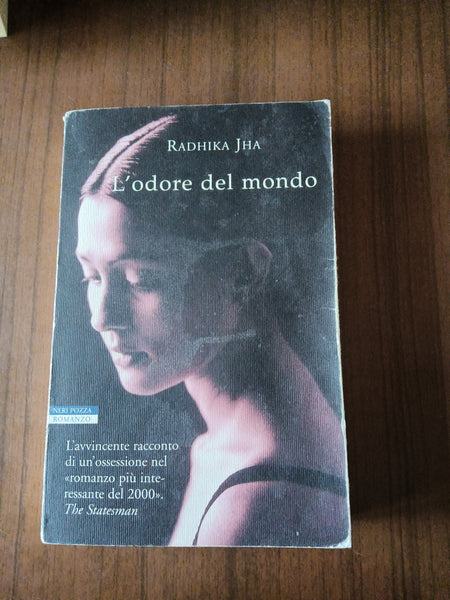 RADHIKA JHA
L'odore del mondo
NERI POZZA
ROMANZO
L'avvincente racconto
di un'ossessione nel
«romanzo più inte-
ressante del 2000».
The Statesman